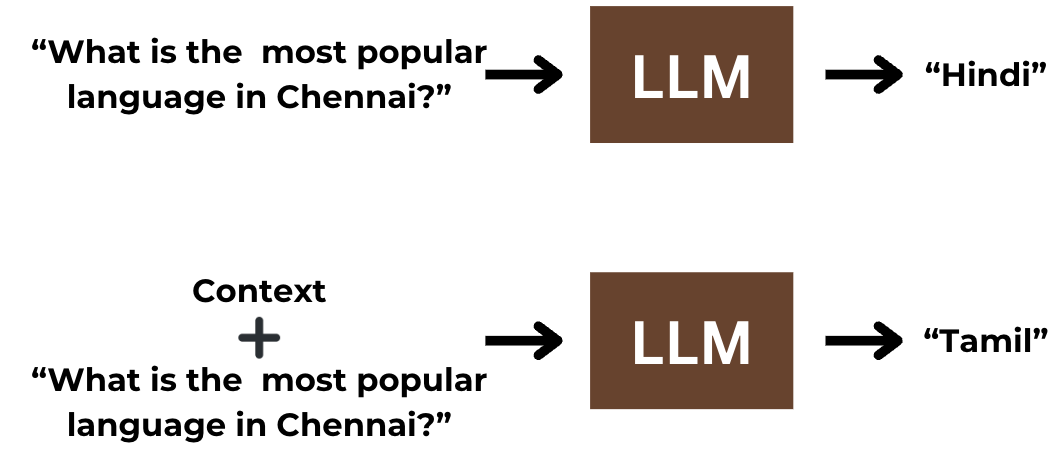 “What is the  most popular
language in Chennai?”
LLM
“Hindi”
Context
+
“What is the  most popular
language in Chennai?”
LLM
“Tamil”